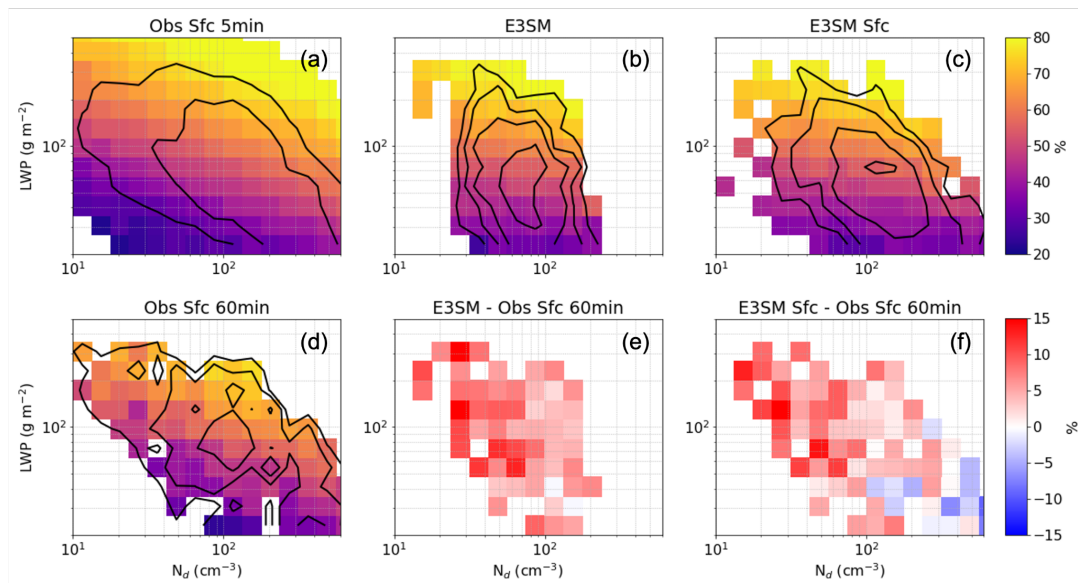 Obs Sfc 5min
E3SM
E3SM Sfc
(a)
(b)
(c)
LWP (g m⁻²)
10²
10²
10²
80
70
60
50
40
30
20
%
10¹
10²
10¹
10²
10¹
10²
Obs Sfc 60min
E3SM - Obs Sfc 60min
E3SM Sfc - Obs Sfc 60min
(d)
(e)
(f)
LWP (g m⁻²)
10²
10²
10²
15
10
5
0
−5
−10
−15
%
10¹
10²
10¹
10²
10¹
10²
N_d (cm⁻³)
N_d (cm⁻³)
N_d (cm⁻³)